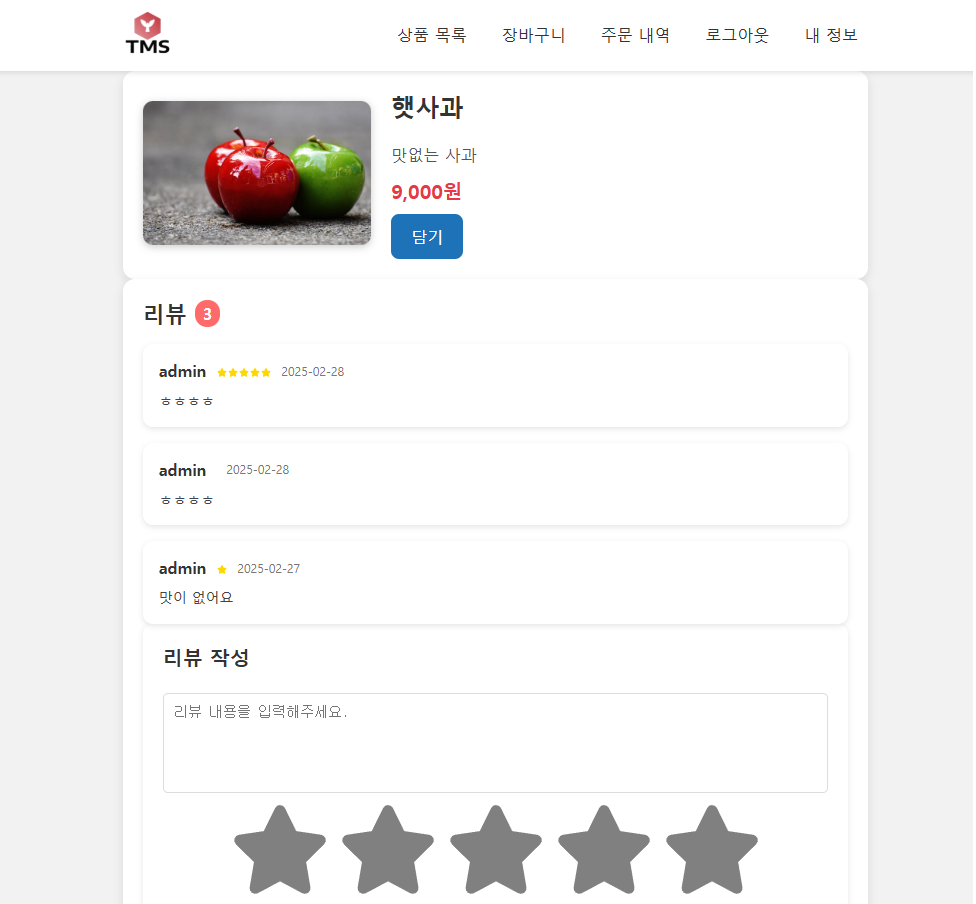 TMS
상품 목록 장바구니 주문 내역 로그아웃 내 정보
햇사과
맛없는 사과
9,000원
담기
리뷰 3
admin 2025-02-28
ㅎㅎㅎㅎ
admin 2025-02-28
ㅎㅎㅎㅎ
admin 2025-02-27
맛이 없어요
리뷰 작성
리뷰 내용을 입력해주세요.